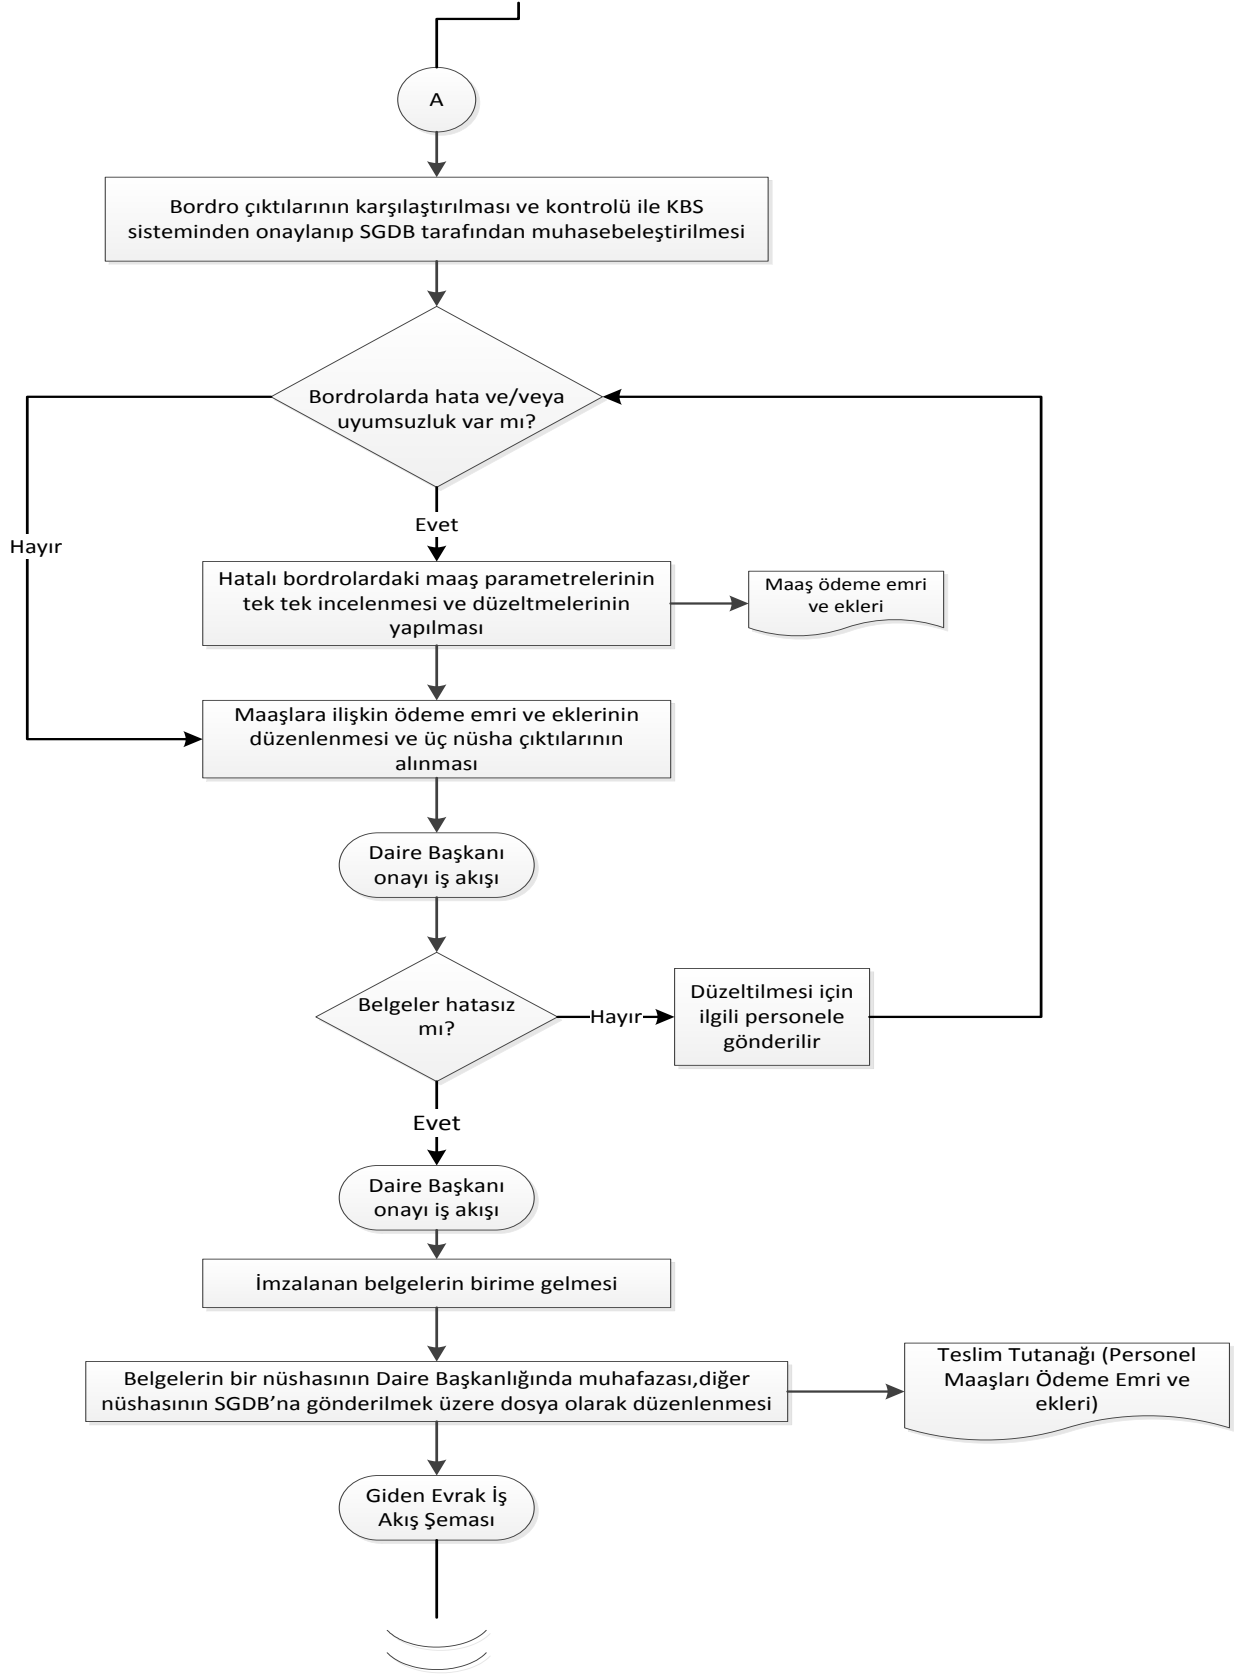 A
Bordro çıktılarının karşılaştırılması ve kontrolü ile KBS
sisteminden onaylanıp SGDB tarafından muhasebeleştirilmesi
Bordrolarda hata ve/veya
uyumsuzluk var mı?
Hayır
Evet
Hatalı bordrolardaki maaş parametrelerinin
tek tek incelenmesi ve düzeltmelerinin
yapılması
Maaş ödeme emri
ve ekleri
Maaşlara ilişkin ödeme emri ve eklerinin
düzenlenmesi ve üç nüsha çıktılarının
alınması
Daire Başkanı
onayı iş akışı
Belgeler hatasız
mı?
Hayır
Düzeltilmesi için
ilgili personele
gönderilir
Evet
Daire Başkanı
onayı iş akışı
İmzalanan belgelerin birime gelmesi
Belgelerin bir nüshasının Daire Başkanlığında muhafazası,diğer
nüshasının SGDB’na gönderilmek üzere dosya olarak düzenlenmesi
Teslim Tutanağı (Personel
Maaşları Ödeme Emri ve
ekleri)
Giden Evrak İş
Akış Şeması